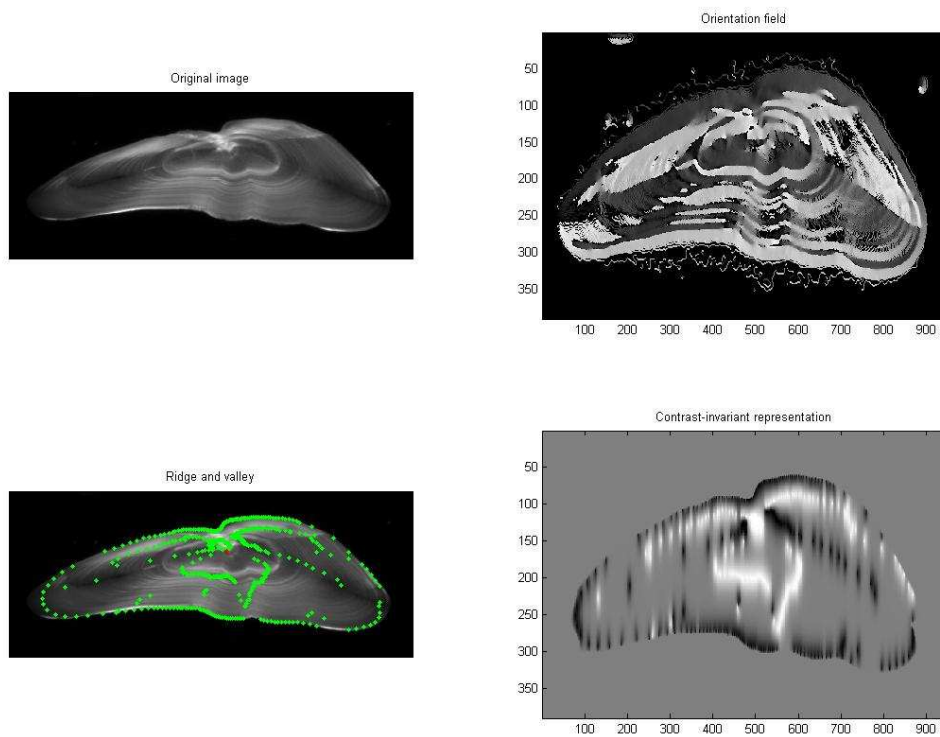 Original image
Orientation field
50
100
150
200
250
300
350
100 200 300 400 500 600 700 800 900
Ridge and valley
Contrast-invariant representation
50
100
150
200
250
300
350
100 200 300 400 500 600 700 800 900